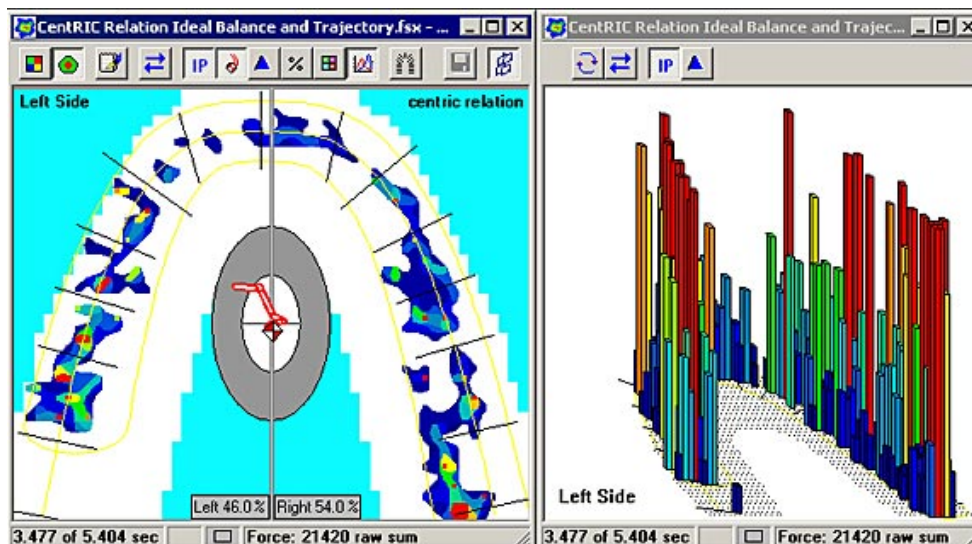 CentRIC Relation Ideal Balance and Trajectory.fsx - ...
IP %
Left Side centric relation
Left 46.0 % Right 54.0 %
3.477 of 5.404 sec Force: 21420 raw sum
CentRIC Relation Ideal Balance and Trajec...
IP
Left Side
3.477 of 5.404 sec Force: 21420 raw sum